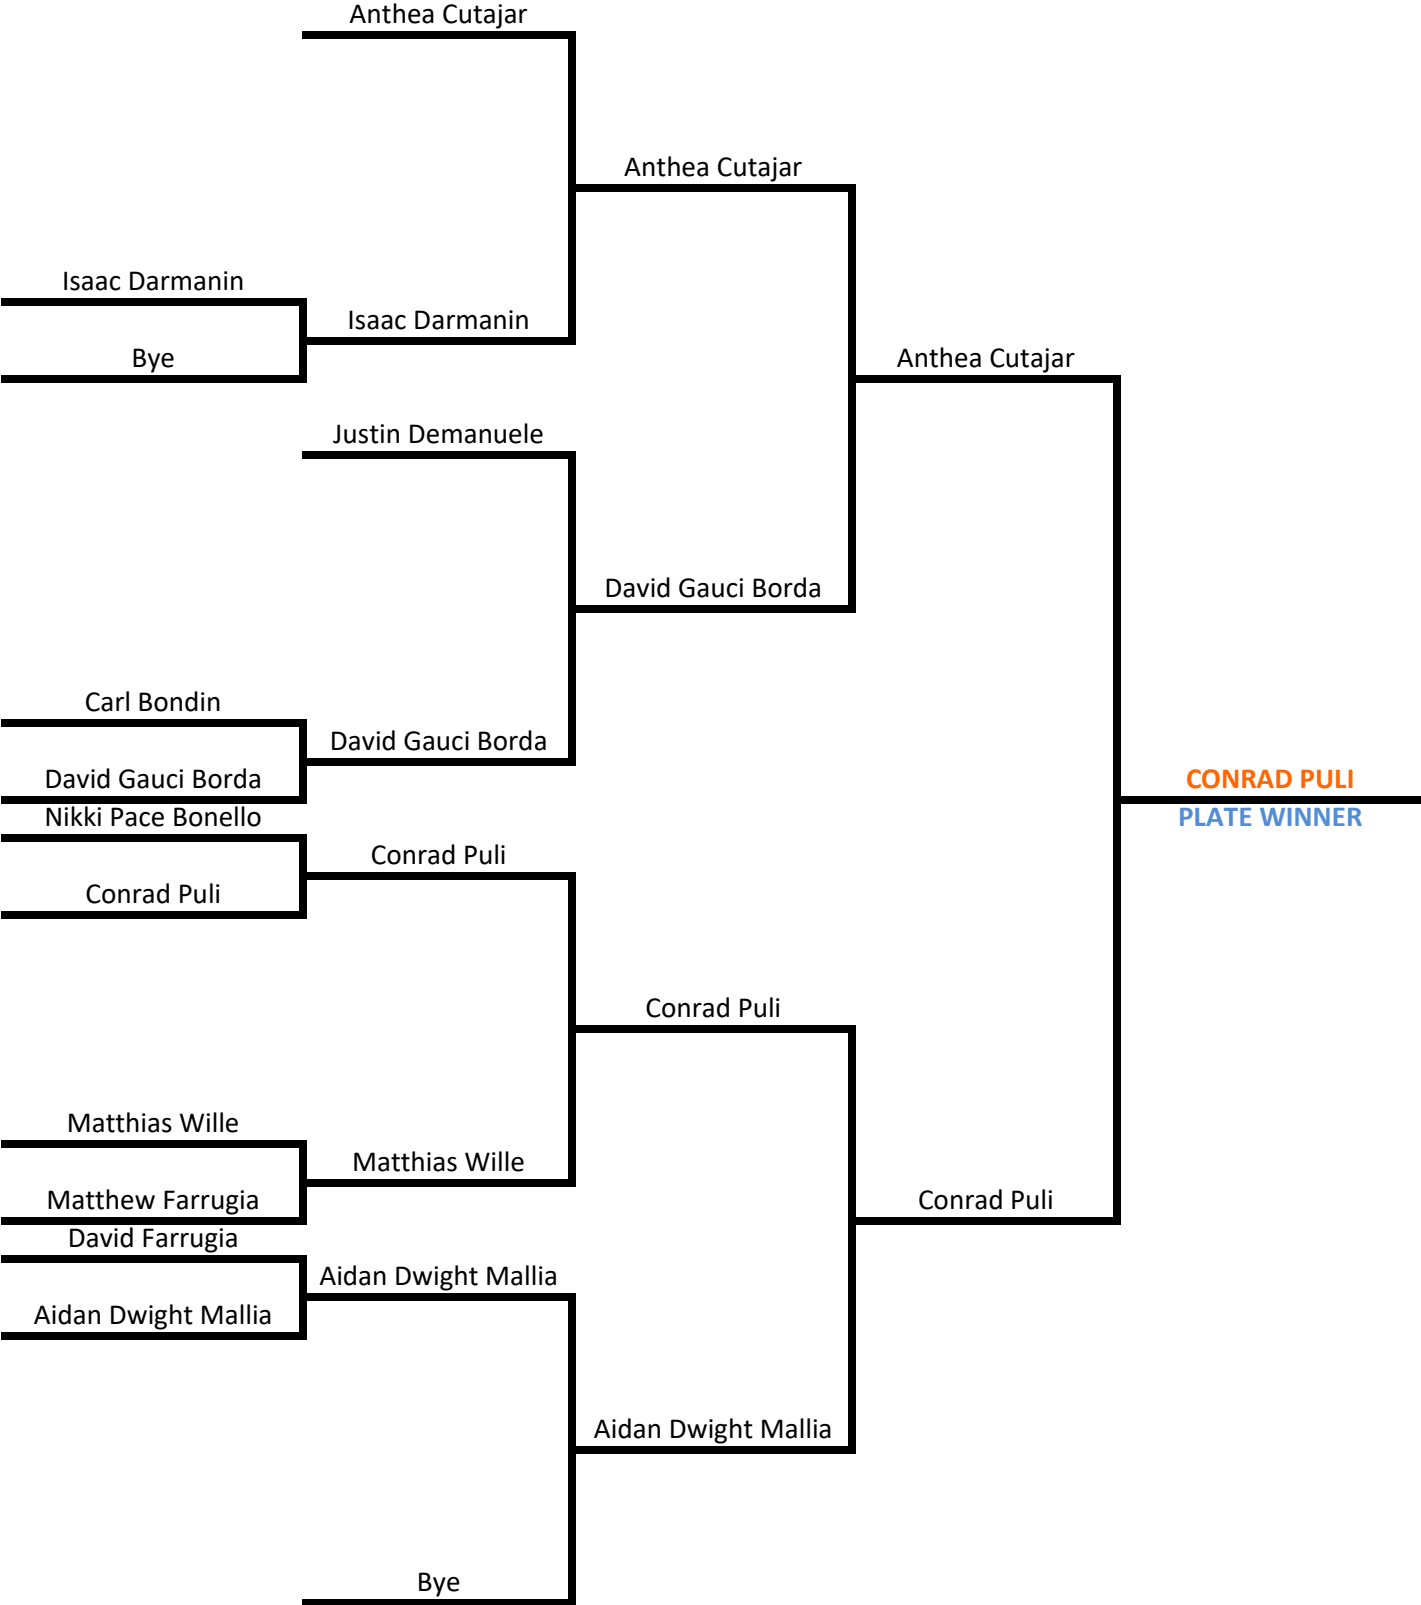 Anthea Cutajar
Anthea Cutajar
Isaac Darmanin
Isaac Darmanin
Bye
Anthea Cutajar
Justin Demanuele
David Gauci Borda
Carl Bondin
David Gauci Borda
David Gauci Borda
CONRAD PULI
Nikki Pace Bonello
PLATE WINNER
Conrad Puli
Conrad Puli
Conrad Puli
Matthias Wille
Matthias Wille
Matthew Farrugia
Conrad Puli
David Farrugia
Aidan Dwight Mallia
Aidan Dwight Mallia
Aidan Dwight Mallia
Bye